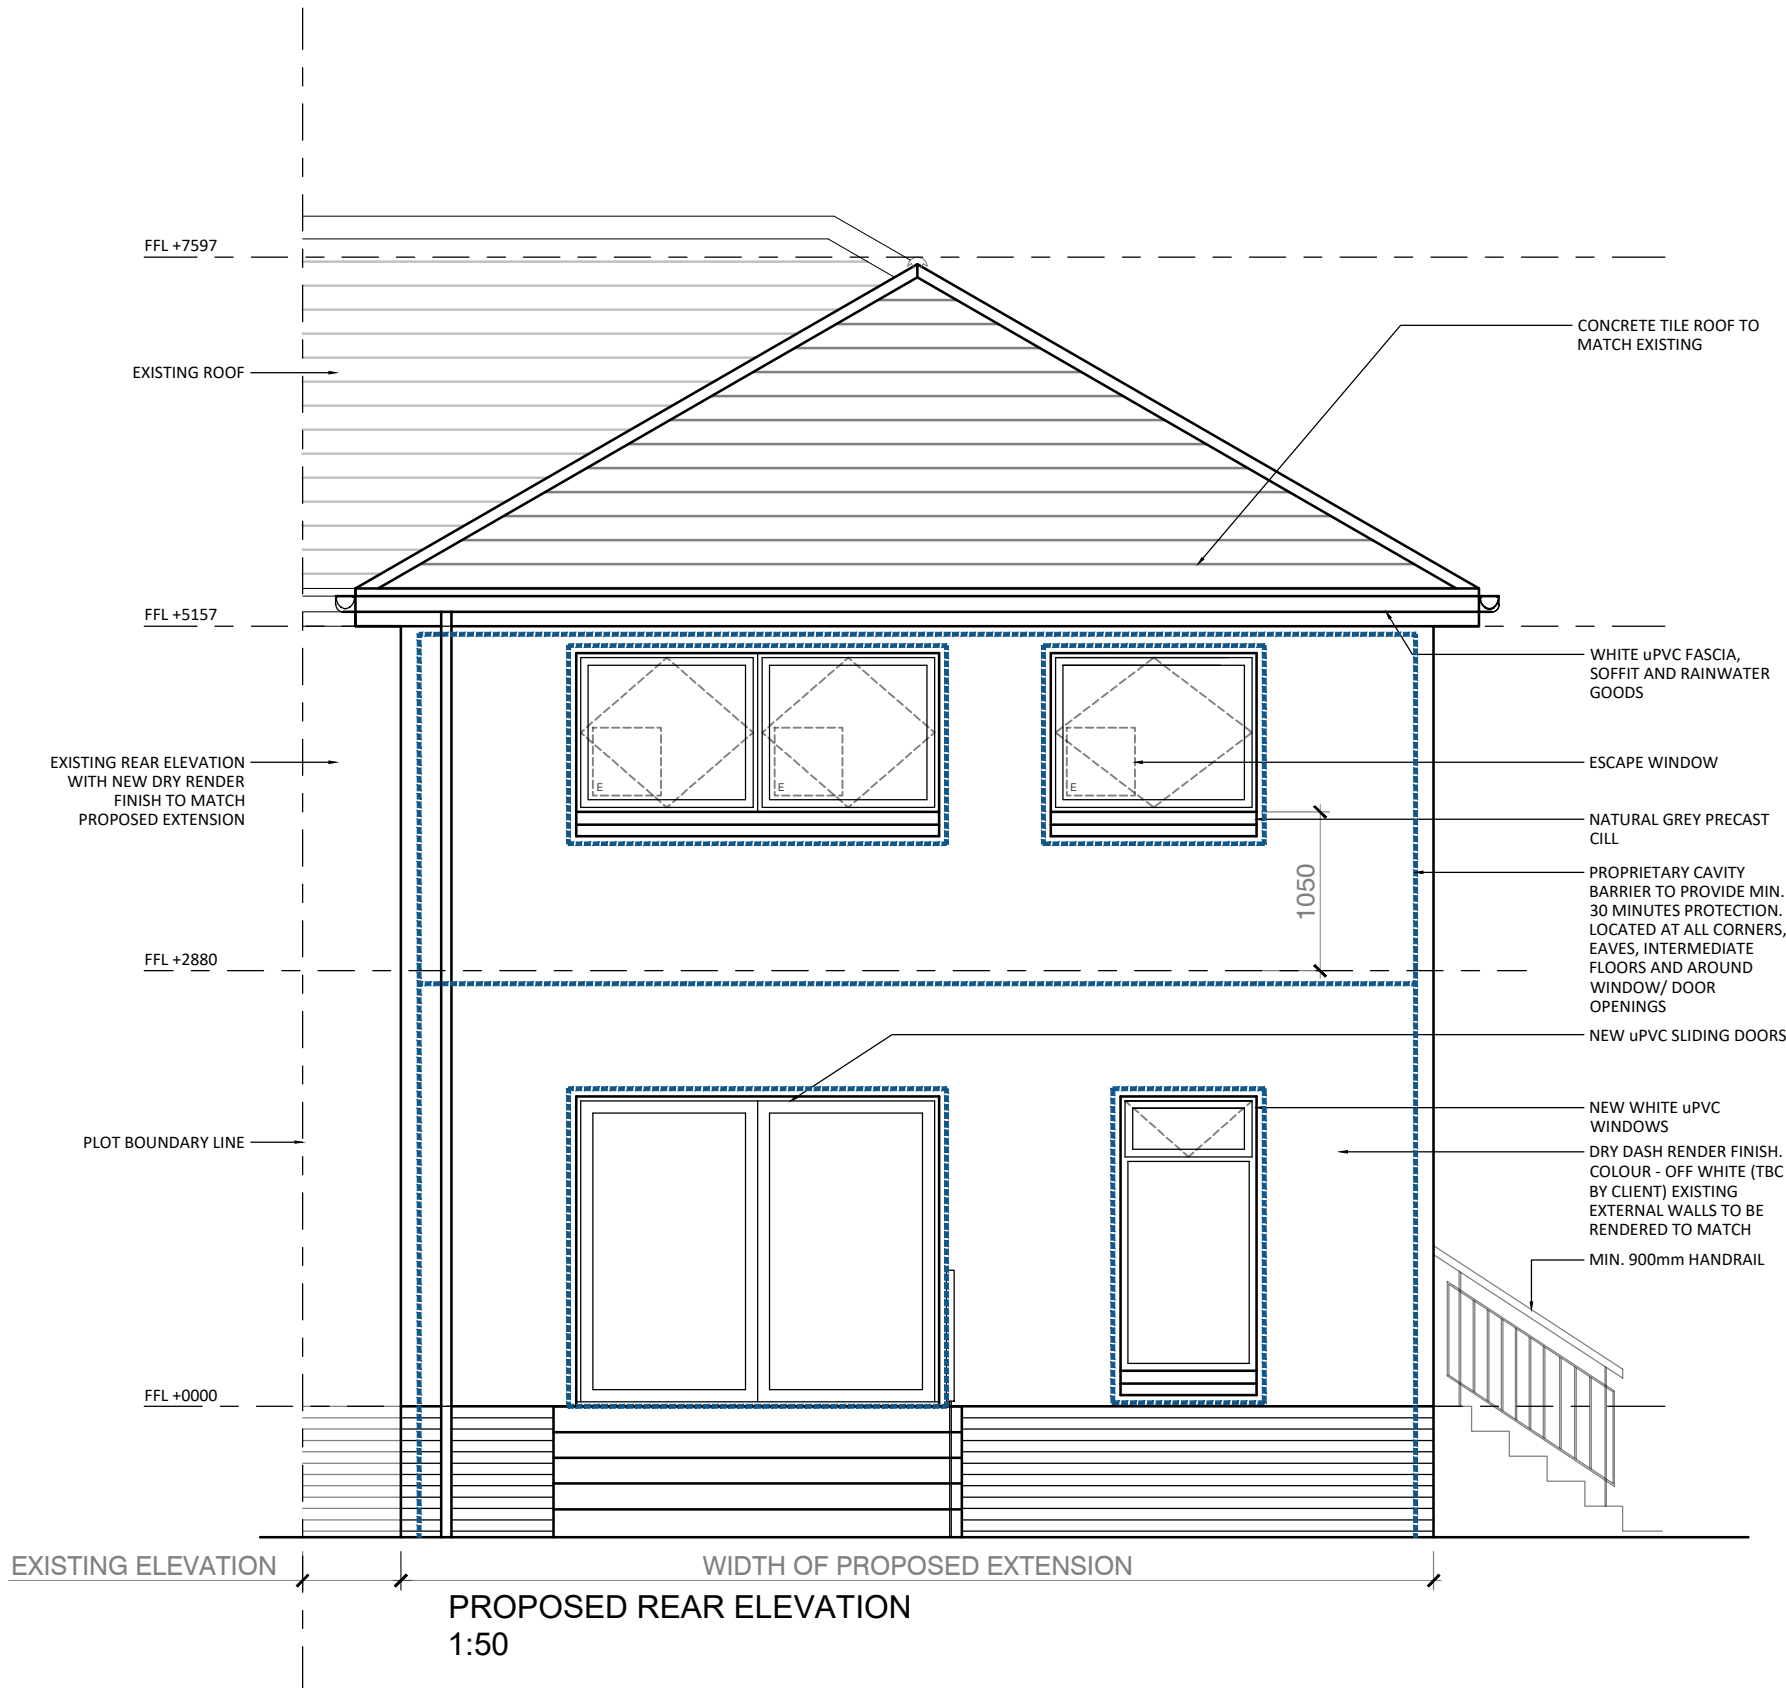 FFL +7597
CONCRETE TILE ROOF TO
MATCH EXISTING
EXISTING ROOF
FFL +5157
WHITE uPVC FASCIA,
SOFFIT AND RAINWATER
GOODS
EXISTING REAR ELEVATION
WITH NEW DRY RENDER
FINISH TO MATCH
PROPOSED EXTENSION
ESCAPE WINDOW
E
E
E
NATURAL GREY PRECAST
CILL
1050
PROPRIETARY CAVITY
BARRIER TO PROVIDE MIN.
30 MINUTES PROTECTION.
LOCATED AT ALL CORNERS,
EAVES, INTERMEDIATE
FLOORS AND AROUND
WINDOW/ DOOR
OPENINGS
FFL +2880
NEW uPVC SLIDING DOORS
NEW WHITE uPVC
WINDOWS
PLOT BOUNDARY LINE
DRY DASH RENDER FINISH.
COLOUR - OFF WHITE (TBC
BY CLIENT) EXISTING
EXTERNAL WALLS TO BE
RENDERED TO MATCH
MIN. 900mm HANDRAIL
FFL +0000
EXISTING ELEVATION
WIDTH OF PROPOSED EXTENSION
PROPOSED REAR ELEVATION
1:50